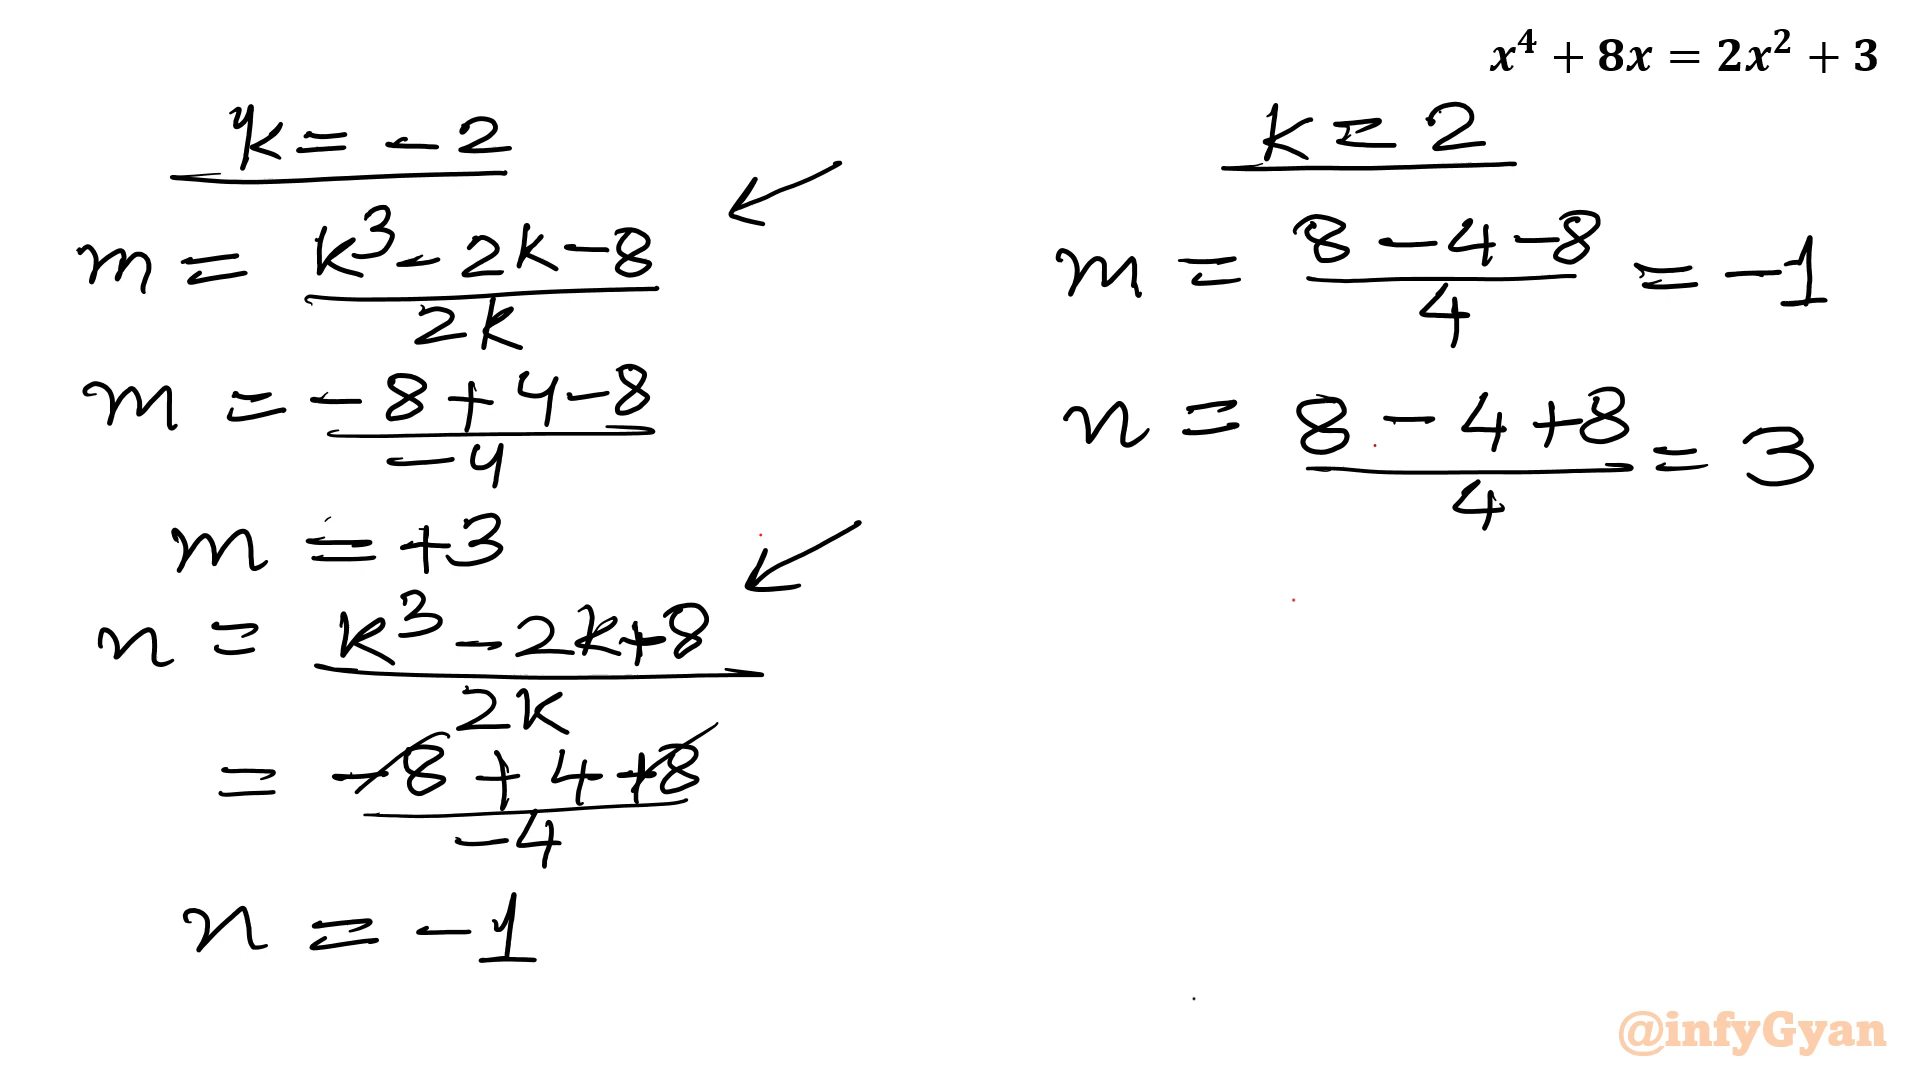 x⁴ + 8x = 2x² + 3
k = -2
m = (k³ - 2k - 8)/(2k)
m = (-8 + 4 - 8)/(-4)
m = +3
n = (k³ - 2k + 8)/(2k)
= (-8 + 4 + 8)/(-4)
n = -1
k = 2
m = (8 - 4 - 8)/4 = -1
n = (8 - 4 + 8)/4 = 3
@infyGyan